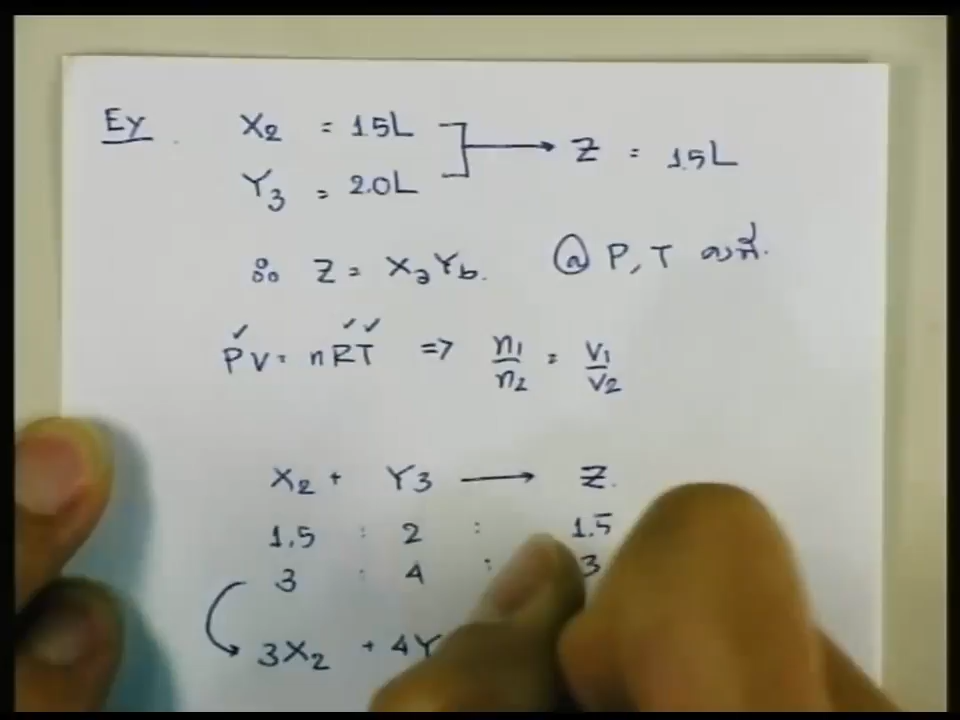 Ex X₂ = 1.5L → Z = 1.5L
Y₃ = 2.0L
∴ Z = XₐY_b. @ P, T คงที่.
PV = nRT => n₁/n₂ = V₁/V₂
X₂ + Y₃ → Z.
1.5 : 2 : 1.5
3 : 4 : 3
3X₂ + 4Y